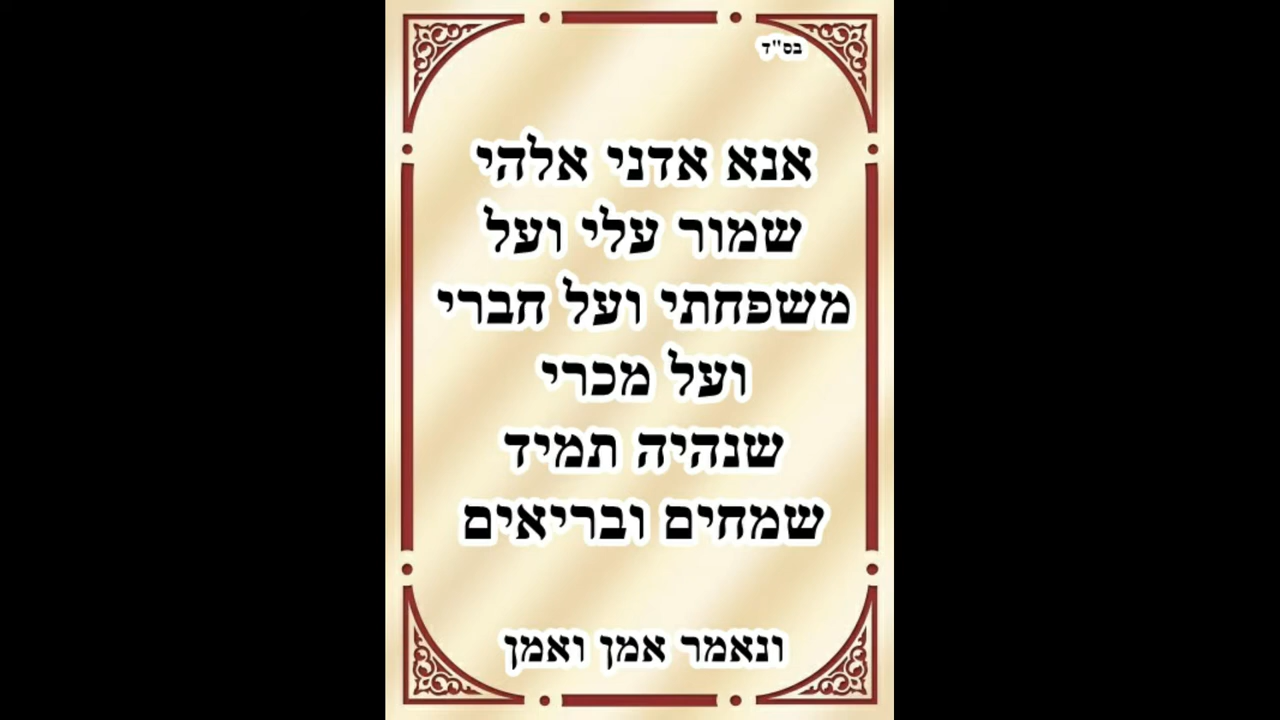 בס"ד
אנא אדני אלהי
שמור עלי ועל
משפחתי ועל חברי
ועל מכרי
שנהיה תמיד
שמחים ובריאים
ונאמר אמן ואמן